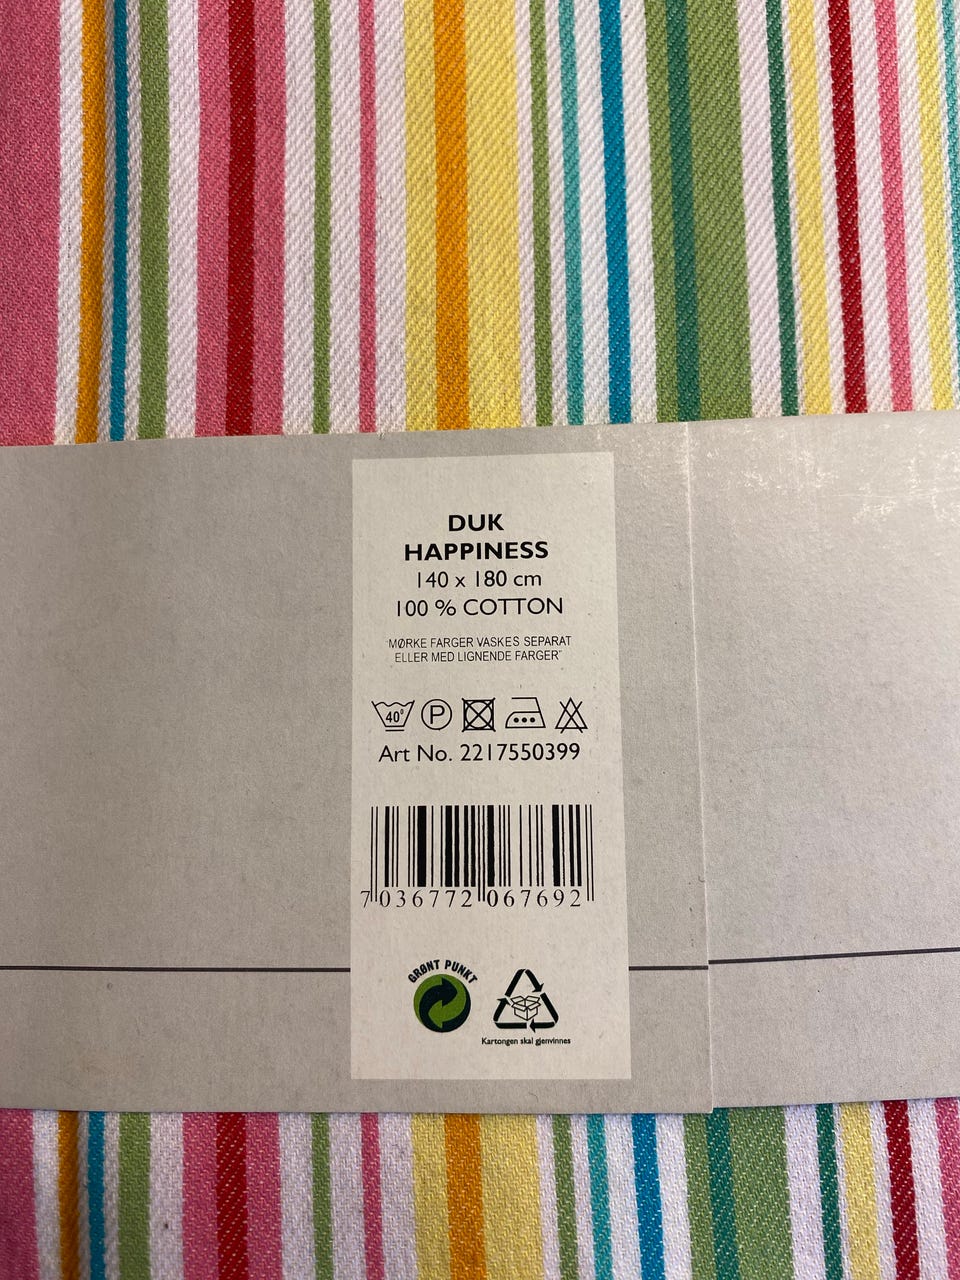 DUK
HAPPINESS
140 x 180 cm
100 % COTTON
"MØRKE FARGER VASKES SEPARAT
ELLER MED LIGNENDE FARGER"
40° P
Art No. 2217550399
7 036772 067692
GRØNT PUNKT
Kartongen skal gjenvinnes